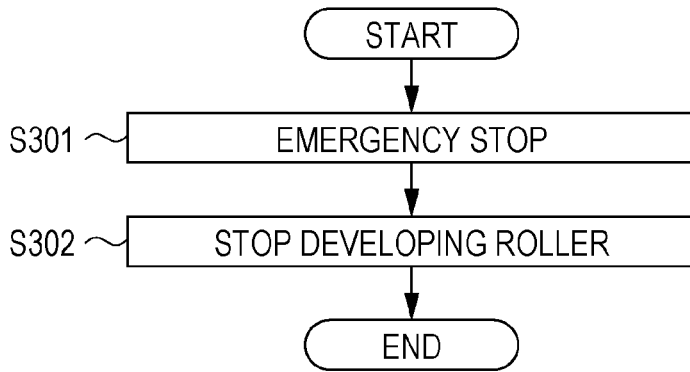 START
S301 EMERGENCY STOP
S302 STOP DEVELOPING ROLLER
END